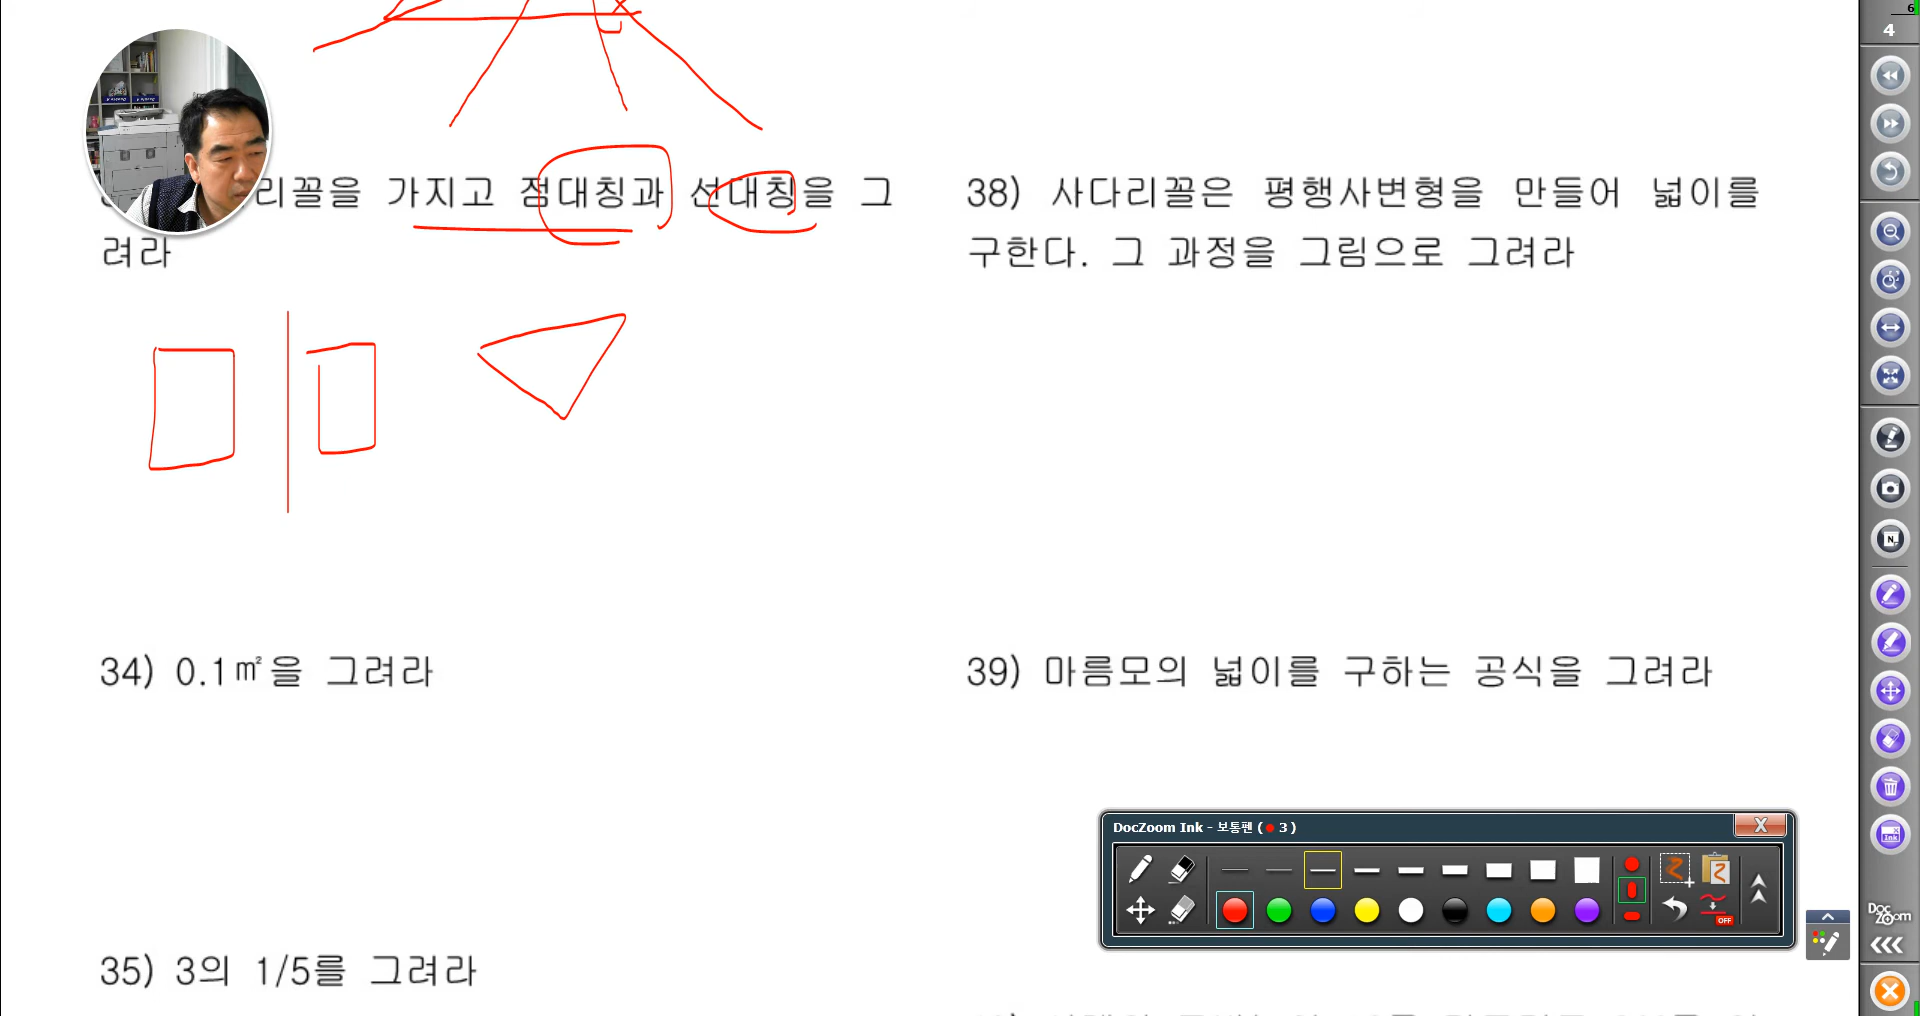 리꼴을 가지고 점대칭과 선대칭을 그
려라
34) 0.1㎡을 그려라
35) 3의 1/5를 그려라
38) 사다리꼴은 평행사변형을 만들어 넓이를
구한다. 그 과정을 그림으로 그려라
39) 마름모의 넓이를 구하는 공식을 그려라
DocZoom Ink - 보통펜 ( 3 )
OFF
6
4
N
Ink
DocZoom